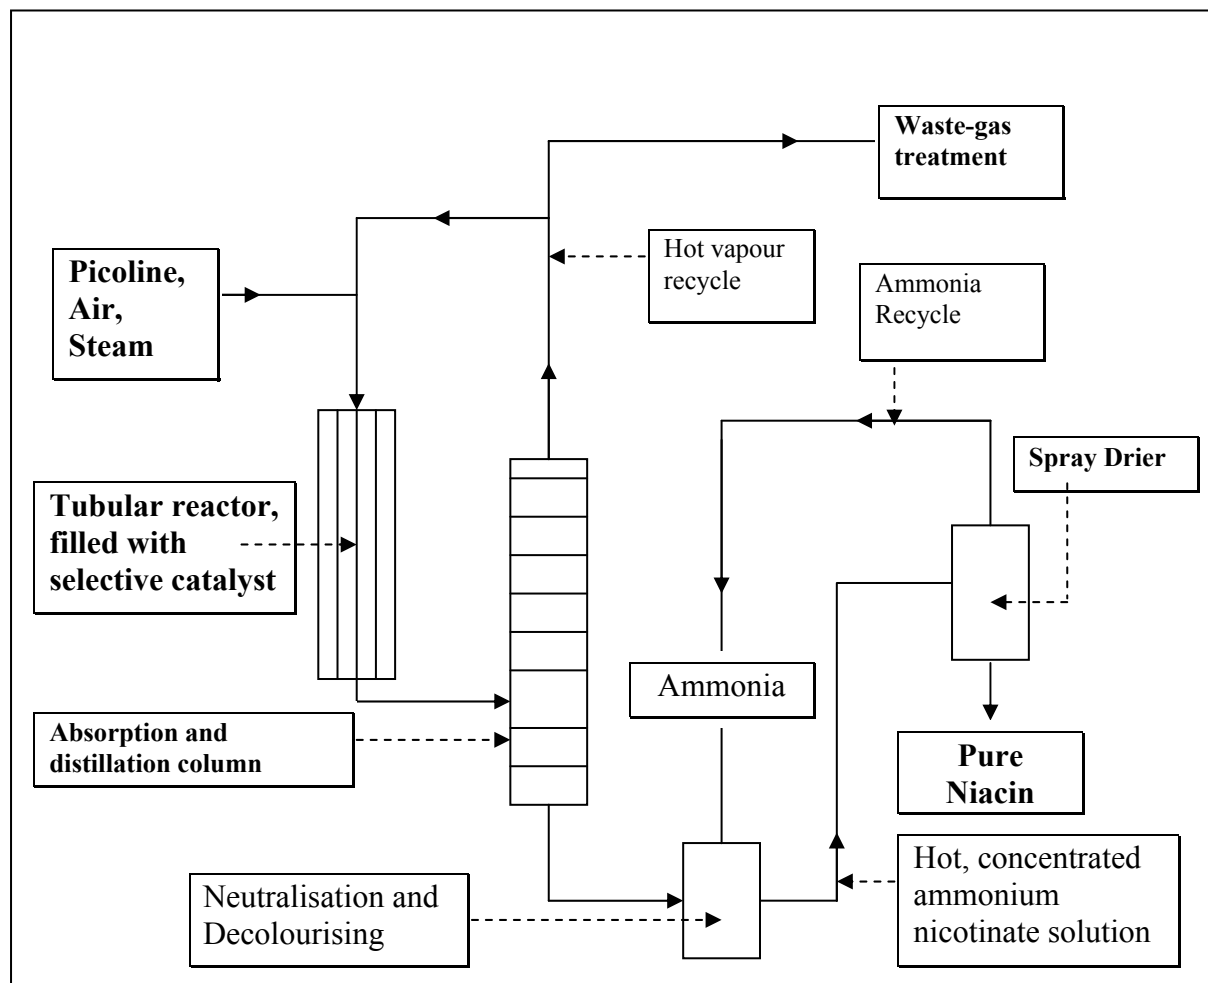 Waste-gas
treatment
Hot vapour
recycle
Picoline,
Air,
Steam
Ammonia
Recycle
Spray Drier
Tubular reactor,
filled with
selective catalyst
Ammonia
Absorption and
distillation column
Pure
Niacin
Hot, concentrated
ammonium
nicotinate solution
Neutralisation and
Decolourising